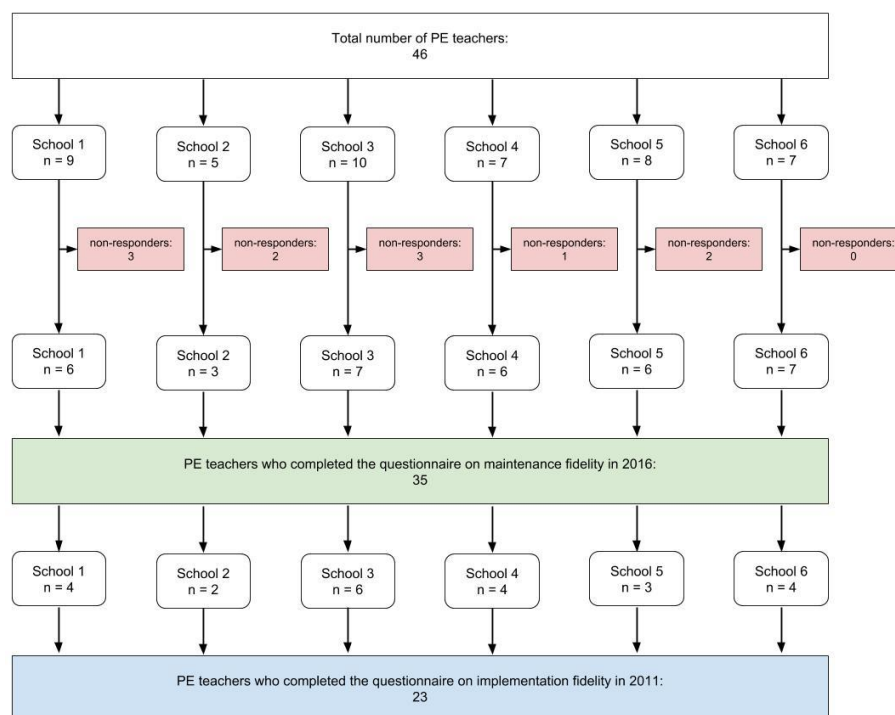 Total number of PE teachers:
46
School 1
n = 9
School 2
n = 5
School 3
n = 10
School 4
n = 7
School 5
n = 8
School 6
n = 7
non-responders:
3
non-responders:
2
non-responders:
3
non-responders:
1
non-responders:
2
non-responders:
0
School 1
n = 6
School 2
n = 3
School 3
n = 7
School 4
n = 6
School 5
n = 6
School 6
n = 7
PE teachers who completed the questionnaire on maintenance fidelity in 2016:
35
School 1
n = 4
School 2
n = 2
School 3
n = 6
School 4
n = 4
School 5
n = 3
School 6
n = 4
PE teachers who completed the questionnaire on implementation fidelity in 2011:
23